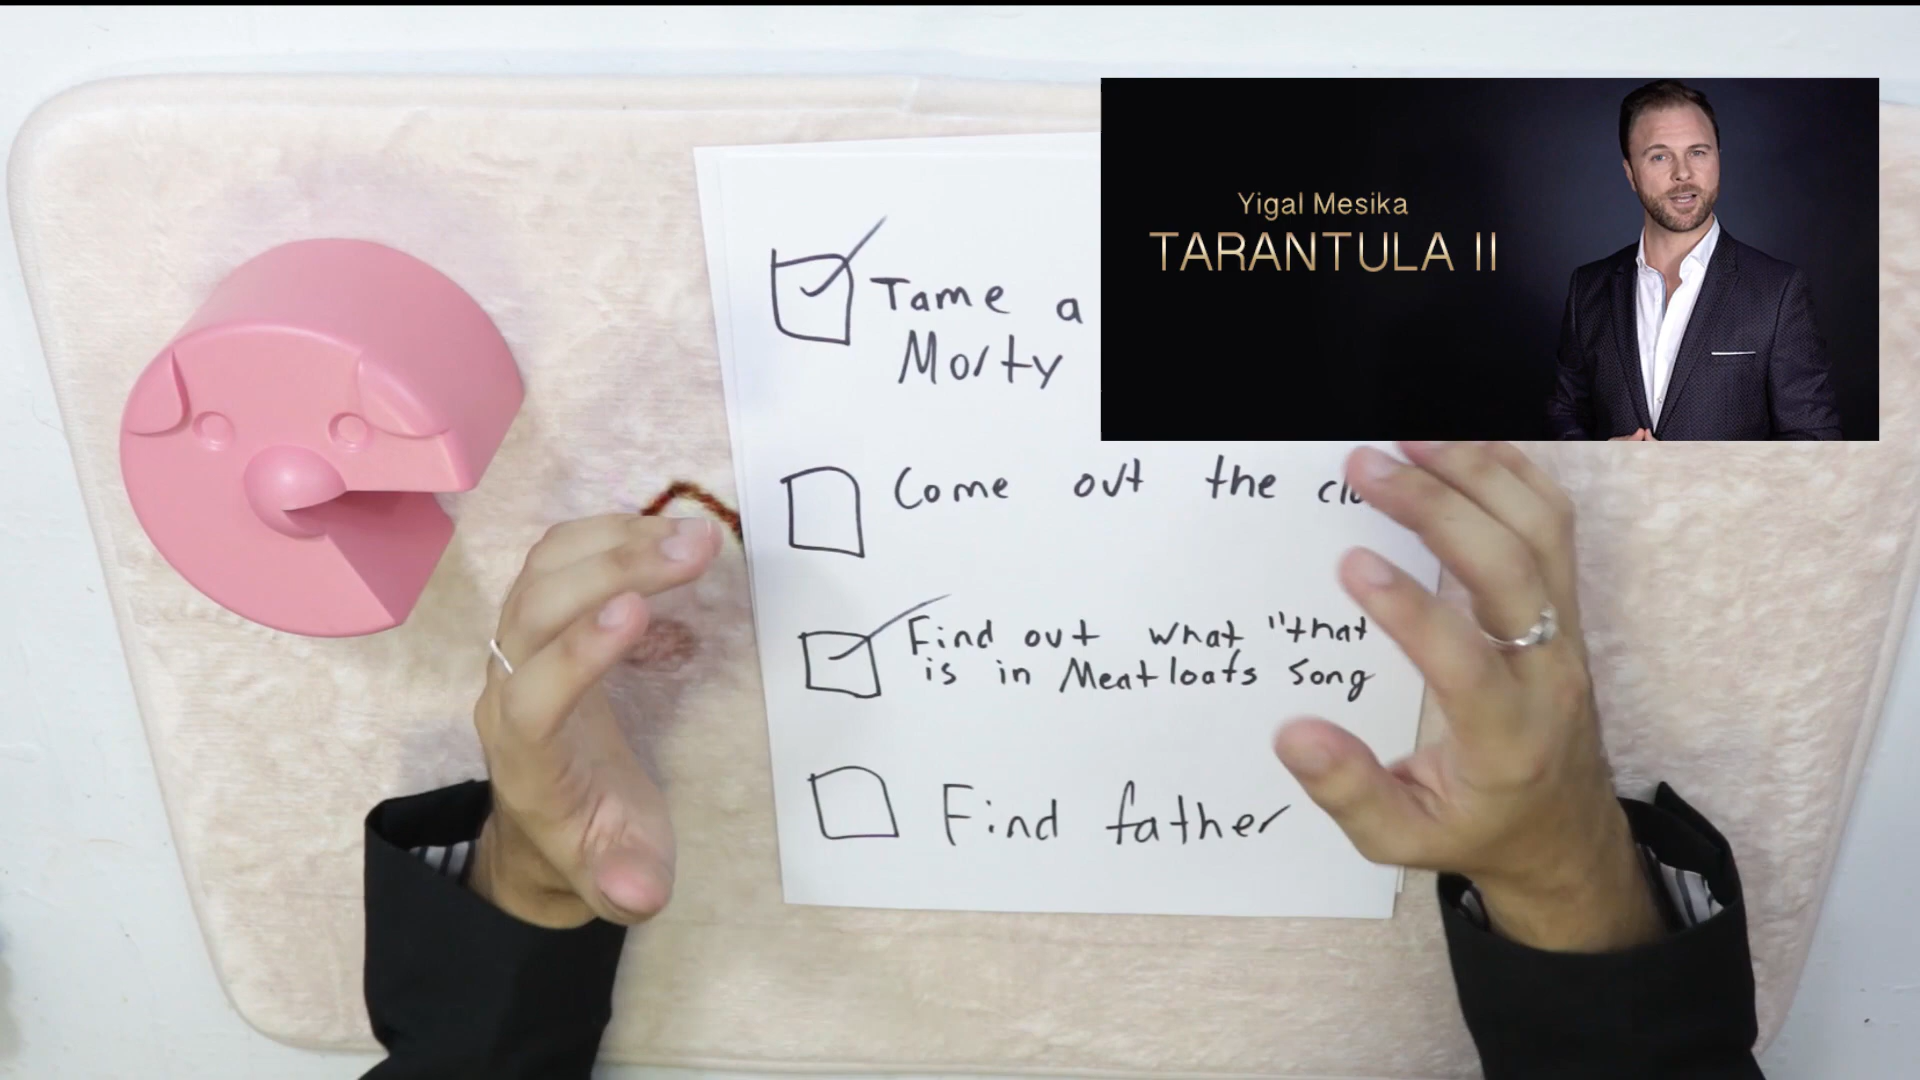 Yigal Mesika
TARANTULA II
Tame a
Morty
Come out the
Find out what "that
is in Meatloafs song
Find father